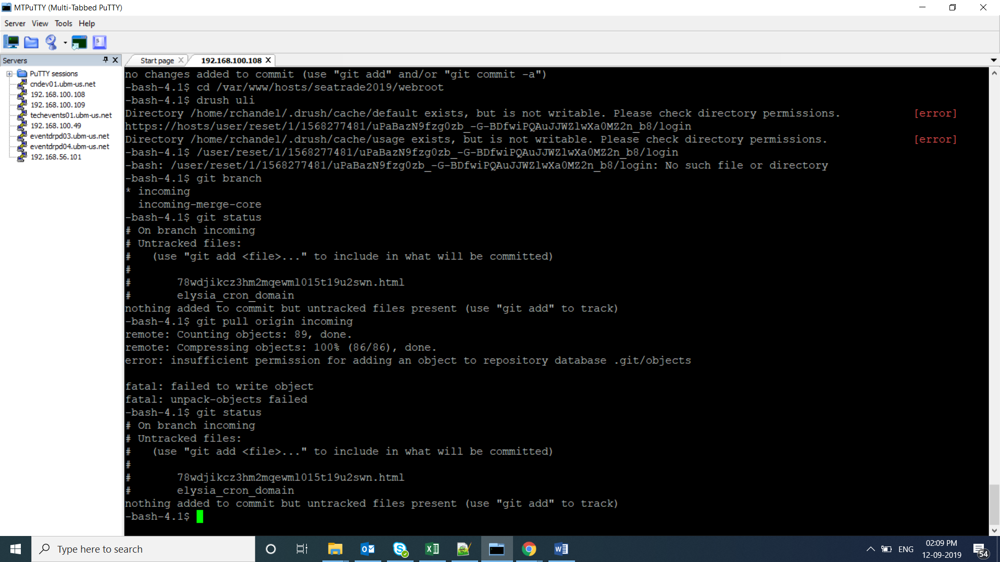 MTPuTTY (Multi-Tabbed PuTTY)
Server View Tools Help
Servers
PuTTY sessions
cndev01.ubm-us.net
192.168.100.108
192.168.100.109
techevents01.ubm-us.net
192.168.100.49
eventdrpd03.ubm-us.net
eventdrpd04.ubm-us.net
192.168.56.101
Start page
192.168.100.108
no changes added to commit (use "git add" and/or "git commit -a")
-bash-4.1$ cd /var/www/hosts/seatrade2019/webroot
-bash-4.1$ drush uli
Directory /home/rchandel/.drush/cache/default exists, but is not writable. Please check directory permissions. [error]
https://hosts/user/reset/1/1568277481/uPaBazN9fzg0zb_-G-BDfwiPQAuJJWZlwXa0MZ2n_b8/login
Directory /home/rchandel/.drush/cache/usage exists, but is not writable. Please check directory permissions. [error]
-bash-4.1$ /user/reset/1/1568277481/uPaBazN9fzg0zb_-G-BDfwiPQAuJJWZlwXa0MZ2n_b8/login
-bash: /user/reset/1/1568277481/uPaBazN9fzg0zb_-G-BDfwiPQAuJJWZlwXa0MZ2n_b8/login: No such file or directory
-bash-4.1$ git branch
* incoming
incoming-merge-core
-bash-4.1$ git status
# On branch incoming
# Untracked files:
# (use "git add <file>..." to include in what will be committed)
#
# 78wdjikcz3hm2mqewml015t19u2swn.html
# elysia_cron_domain
nothing added to commit but untracked files present (use "git add" to track)
-bash-4.1$ git pull origin incoming
remote: Counting objects: 89, done.
remote: Compressing objects: 100% (86/86), done.
error: insufficient permission for adding an object to repository database .git/objects
fatal: failed to write object
fatal: unpack-objects failed
-bash-4.1$ git status
# On branch incoming
# Untracked files:
# (use "git add <file>..." to include in what will be committed)
#
# 78wdjikcz3hm2mqewml015t19u2swn.html
# elysia_cron_domain
nothing added to commit but untracked files present (use "git add" to track)
-bash-4.1$
Type here to search
ENG
02:09 PM
12-09-2019
54